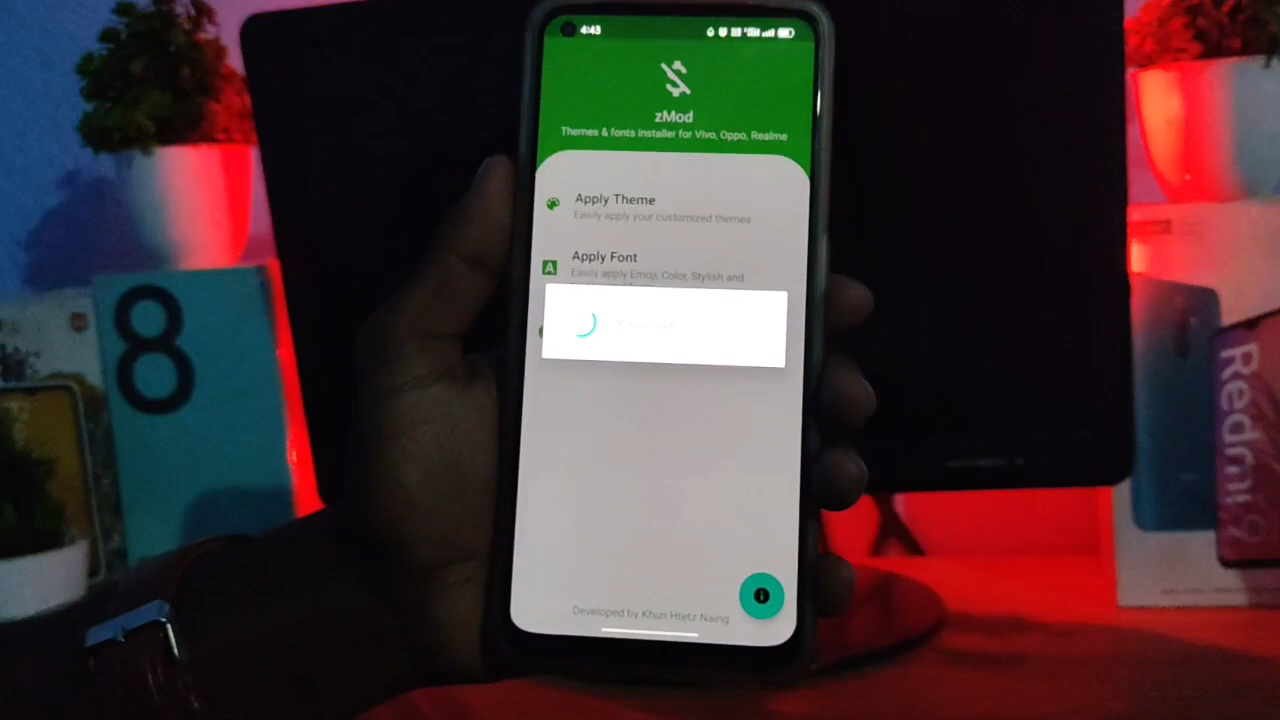 4:43
zMod
Themes & fonts installer for Vivo, Oppo, Realme
Apply Theme
Easily apply your customized themes
A
Apply Font
Easily apply Emoji, Color, Stylish and
Developed by Khun Htetz Naing
8
Redmi 9